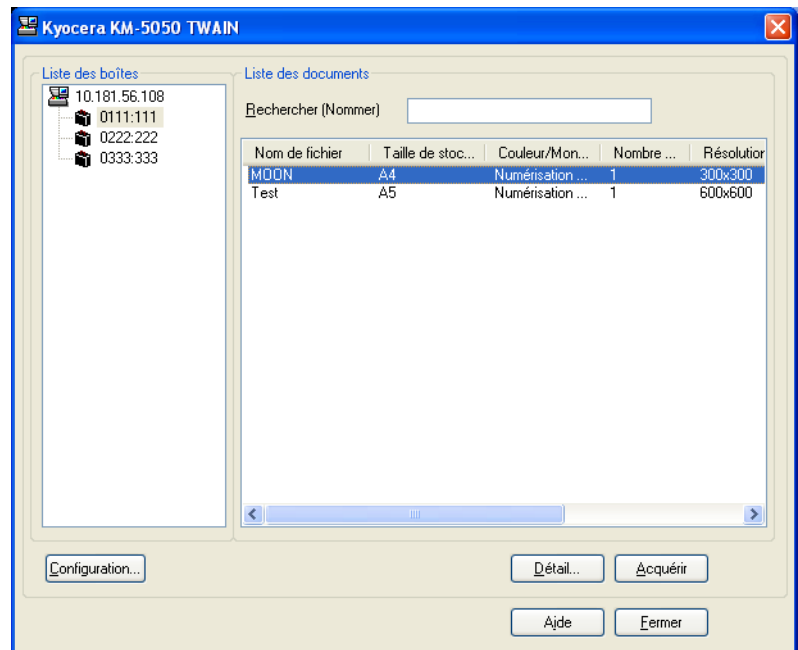 Kyocera KM-5050 TWAIN
Liste des boîtes
10.181.56.108
0111:111
0222:222
0333:333
Liste des documents
Rechercher (Nommer)
Nom de fichier Taille de stoc... Couleur/Mon... Nombre ... Résolution
MOON A4 Numérisation ... 1 300x300
Test A5 Numérisation ... 1 600x600
Configuration... Détail... Acquérir
Aide Fermer